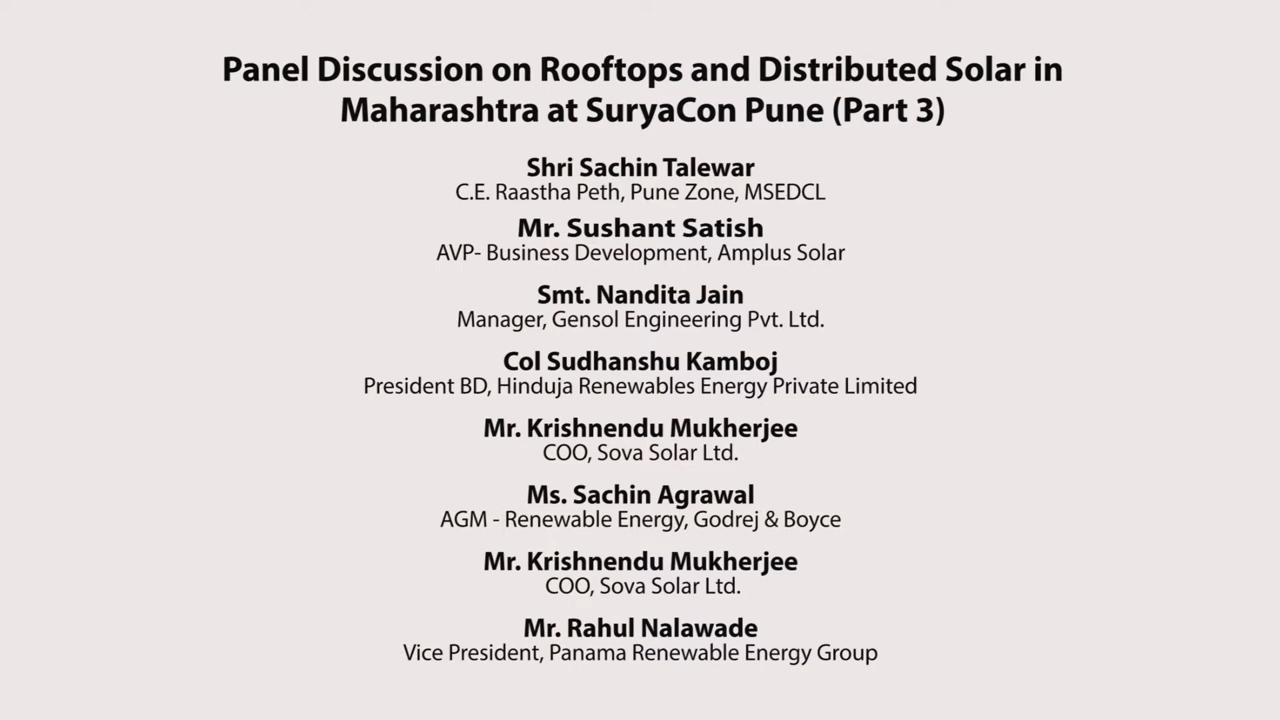 Panel Discussion on Rooftops and Distributed Solar in
Maharashtra at SuryaCon Pune (Part 3)
Shri Sachin Talewar
C.E. Raastha Peth, Pune Zone, MSEDCL
Mr. Sushant Satish
AVP- Business Development, Amplus Solar
Smt. Nandita Jain
Manager, Gensol Engineering Pvt. Ltd.
Col Sudhanshu Kamboj
President BD, Hinduja Renewables Energy Private Limited
Mr. Krishnendu Mukherjee
COO, Sova Solar Ltd.
Ms. Sachin Agrawal
AGM - Renewable Energy, Godrej & Boyce
Mr. Krishnendu Mukherjee
COO, Sova Solar Ltd.
Mr. Rahul Nalawade
Vice President, Panama Renewable Energy Group